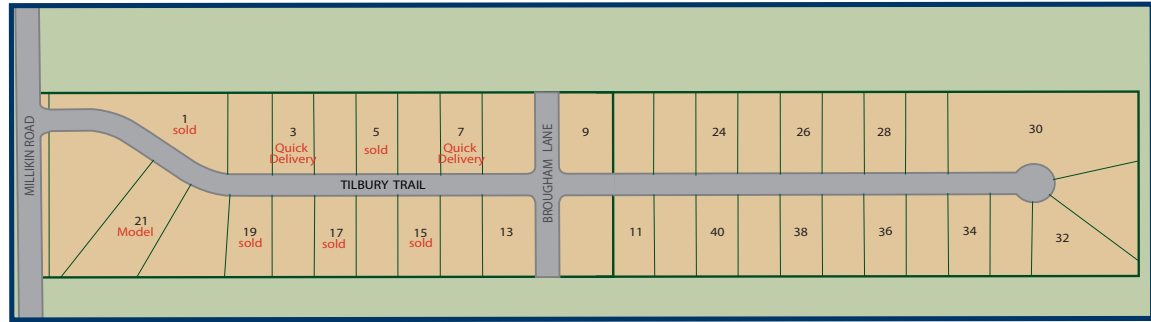 MILLIKIN ROAD
1
sold
3
Quick
Delivery
5
sold
7
Quick
Delivery
BROUGHAM LANE
9
24
26
28
30
TILBURY TRAIL
21
Model
19
sold
17
sold
15
sold
13
11
40
38
36
34
32